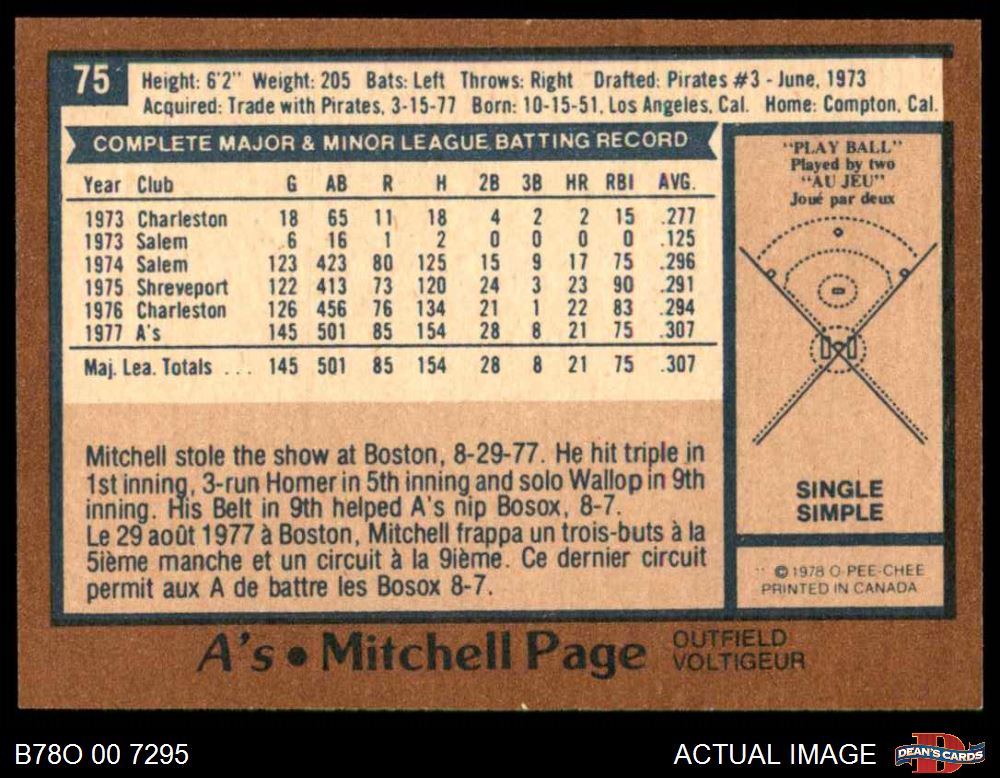 75
Height: 6'2" Weight: 205 Bats: Left Throws: Right Drafted: Pirates #3 - June, 1973
Acquired: Trade with Pirates, 3-15-77 Born: 10-15-51, Los Angeles, Cal. Home: Compton, Cal.
COMPLETE MAJOR & MINOR LEAGUE BATTING RECORD
Year Club G AB R H 2B 3B HR RBI AVG.
1973 Charleston 18 65 11 18 4 2 2 15 .277
1973 Salem 6 16 1 2 0 0 0 0 .125
1974 Salem 123 423 80 125 15 9 17 75 .296
1975 Shreveport 122 413 73 120 24 3 23 90 .291
1976 Charleston 126 456 76 134 21 1 22 83 .294
1977 A's 145 501 85 154 28 8 21 75 .307
Maj. Lea. Totals ... 145 501 85 154 28 8 21 75 .307
Mitchell stole the show at Boston, 8-29-77. He hit triple in
1st inning, 3-run Homer in 5th inning and solo Wallop in 9th
inning. His Belt in 9th helped A's nip Bosox, 8-7.
Le 29 août 1977 à Boston, Mitchell frappa un trois-buts à la
5ième manche et un circuit à la 9ième. Ce dernier circuit
permit aux A de battre les Bosox 8-7.
"PLAY BALL"
Played by two
"AU JEU"
Joué par deux
SINGLE
SIMPLE
© 1978 O-PEE-CHEE
PRINTED IN CANADA
A's • Mitchell Page
OUTFIELD
VOLTIGEUR
B78O 00 7295
ACTUAL IMAGE
DEAN'S CARDS